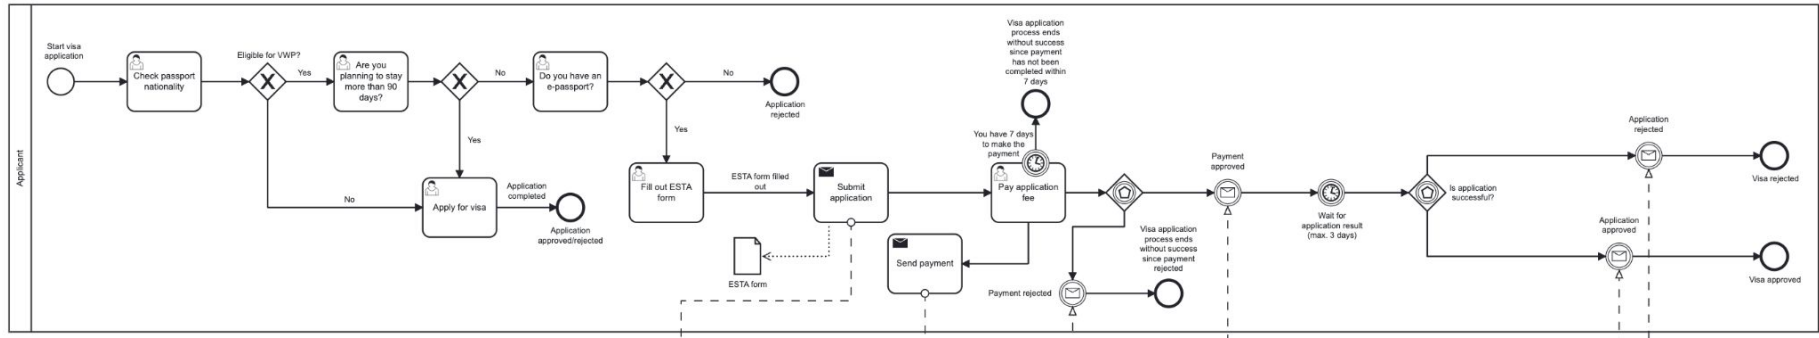 Applicant
Start visa
application
Check passport
nationality
Eligible for VWP?
Yes
No
Are you
planning to stay
more than 90
days?
No
Yes
Do you have an
e-passport?
No
Yes
Application
rejected
Apply for visa
Application
completed
Application
approved/rejected
Fill out ESTA
form
ESTA form filled
out
Submit
application
ESTA form
Visa application
process ends
without success
since payment
has not been
completed within
7 days
You have 7 days
to make the
payment
Pay application
fee
Send payment
Payment rejected
Visa application
process ends
without success
since payment
rejected
Payment
approved
Wait for
application result
(max. 3 days)
Is application
successful?
Application
rejected
Visa rejected
Application
approved
Visa approved